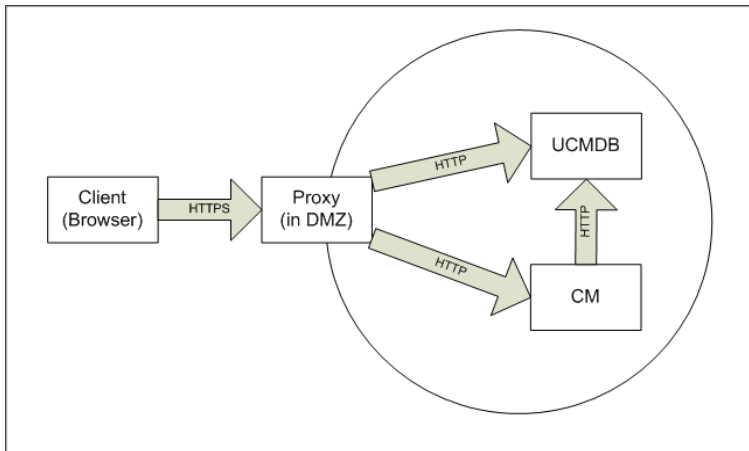 Client
(Browser)
HTTPS
Proxy
(in DMZ)
HTTP
UCMDB
HTTP
HTTP
CM